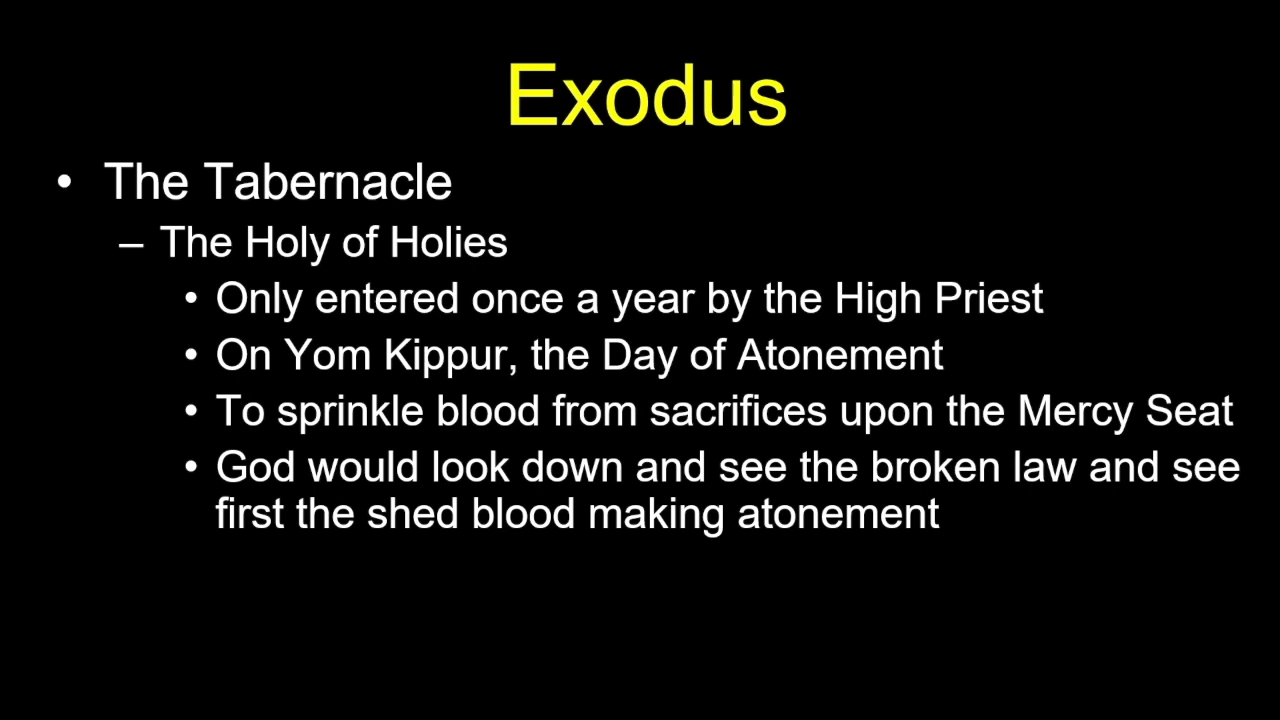 Exodus
• The Tabernacle
– The Holy of Holies
• Only entered once a year by the High Priest
• On Yom Kippur, the Day of Atonement
• To sprinkle blood from sacrifices upon the Mercy Seat
• God would look down and see the broken law and see
first the shed blood making atonement